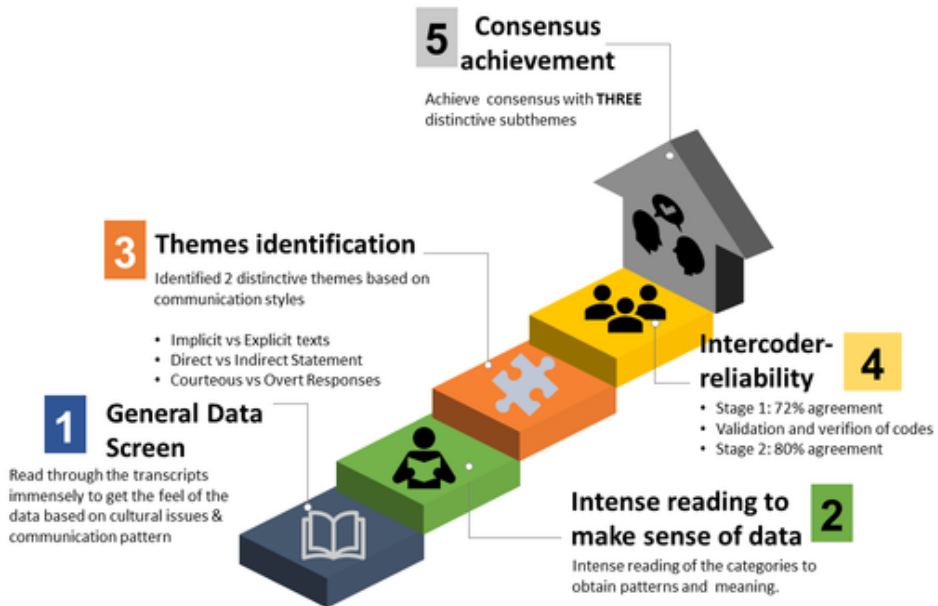 5
Consensus
achievement
Achieve consensus with THREE
distinctive subthemes
3
Themes identification
Identified 2 distinctive themes based on
communication styles
• Implicit vs Explicit texts
• Direct vs Indirect Statement
• Courteous vs Overt Responses
Intercoder-
reliability
4
• Stage 1: 72% agreement
• Validation and verifion of codes
• Stage 2: 80% agreement
1
General Data
Screen
Read through the transcripts
immensely to get the feel of the
data based on cultural issues &
communication pattern
Intense reading to
make sense of data
2
Intense reading of the categories to
obtain patterns and meaning.